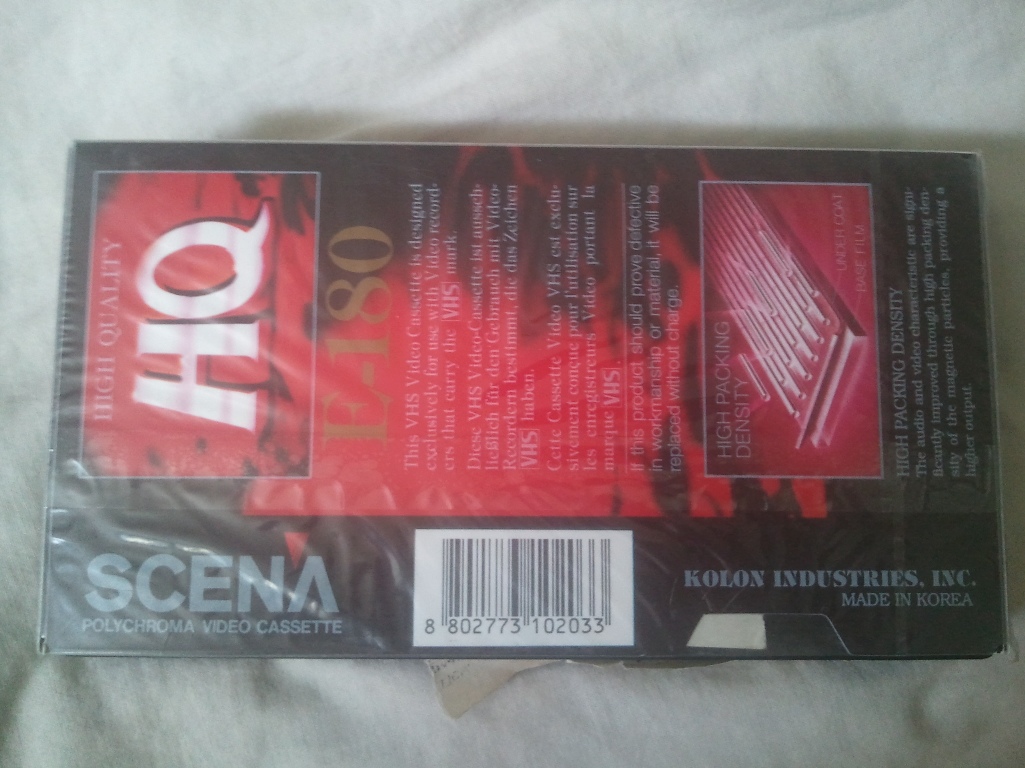 HIGH QUALITY
HQ
E-180
This VHS Video Cassette is designed
exclusively for use with Video record-
ers that carry the VHS mark.
Diese VHS Video-Cassette ist aussch-
ließlich für den Gebrauch mit Video-
Recordern bestimmt, die das Zeichen
VHS haben.
Cette Cassette Video VHS est exclu-
sivement conçue pour l'utilisation sur
les enregistreurs Video portant la
marque VHS
If this product should prove defective
in workmanship or material, it will be
replaced without charge.
HIGH PACKING
DENSITY
UNDER COAT
BASE FILM
HIGH PACKING DENSITY
The audio and video characteristic are signi-
ficantly improved through high packing den-
sity of the magnetic particles, providing a
higher output.
SCENA
POLYCHROMA VIDEO CASSETTE
8 802773 102033
KOLON INDUSTRIES, INC.
MADE IN KOREA